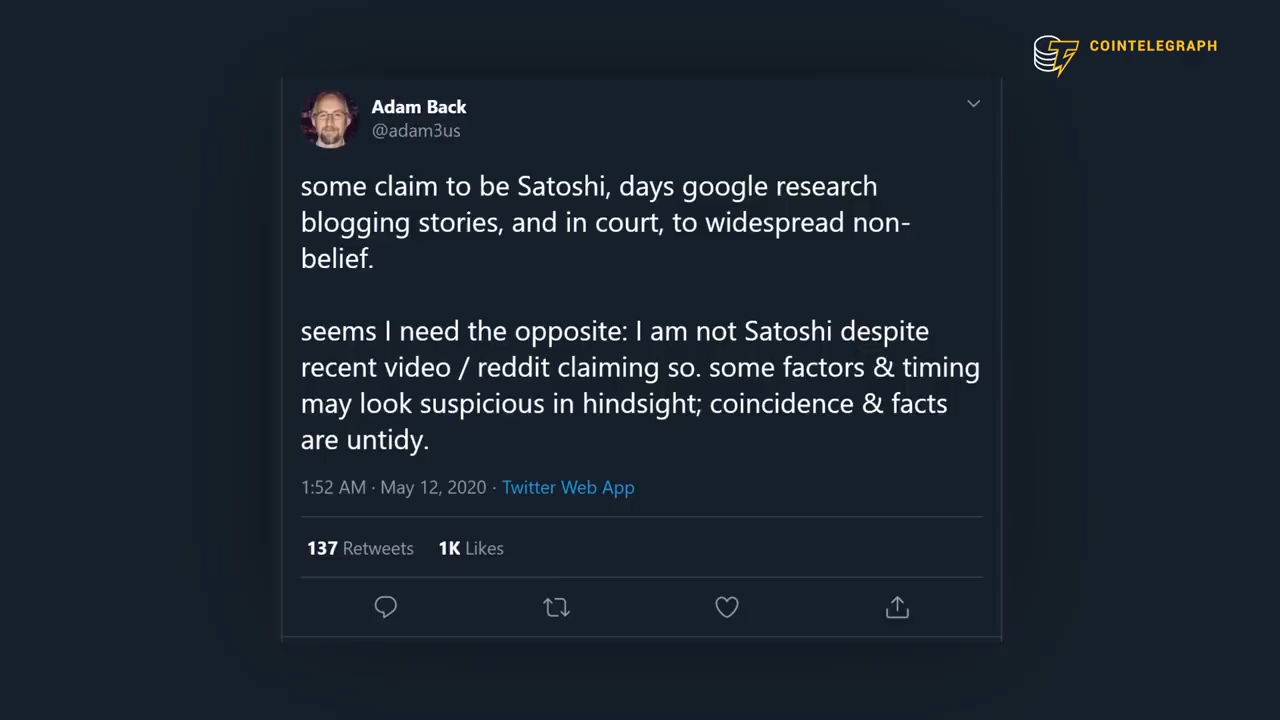 COINTELEGRAPH
Adam Back
@adam3us
some claim to be Satoshi, days google research
blogging stories, and in court, to widespread non-
belief.
seems I need the opposite: I am not Satoshi despite
recent video / reddit claiming so. some factors & timing
may look suspicious in hindsight; coincidence & facts
are untidy.
1:52 AM · May 12, 2020 · Twitter Web App
137 Retweets 1K Likes